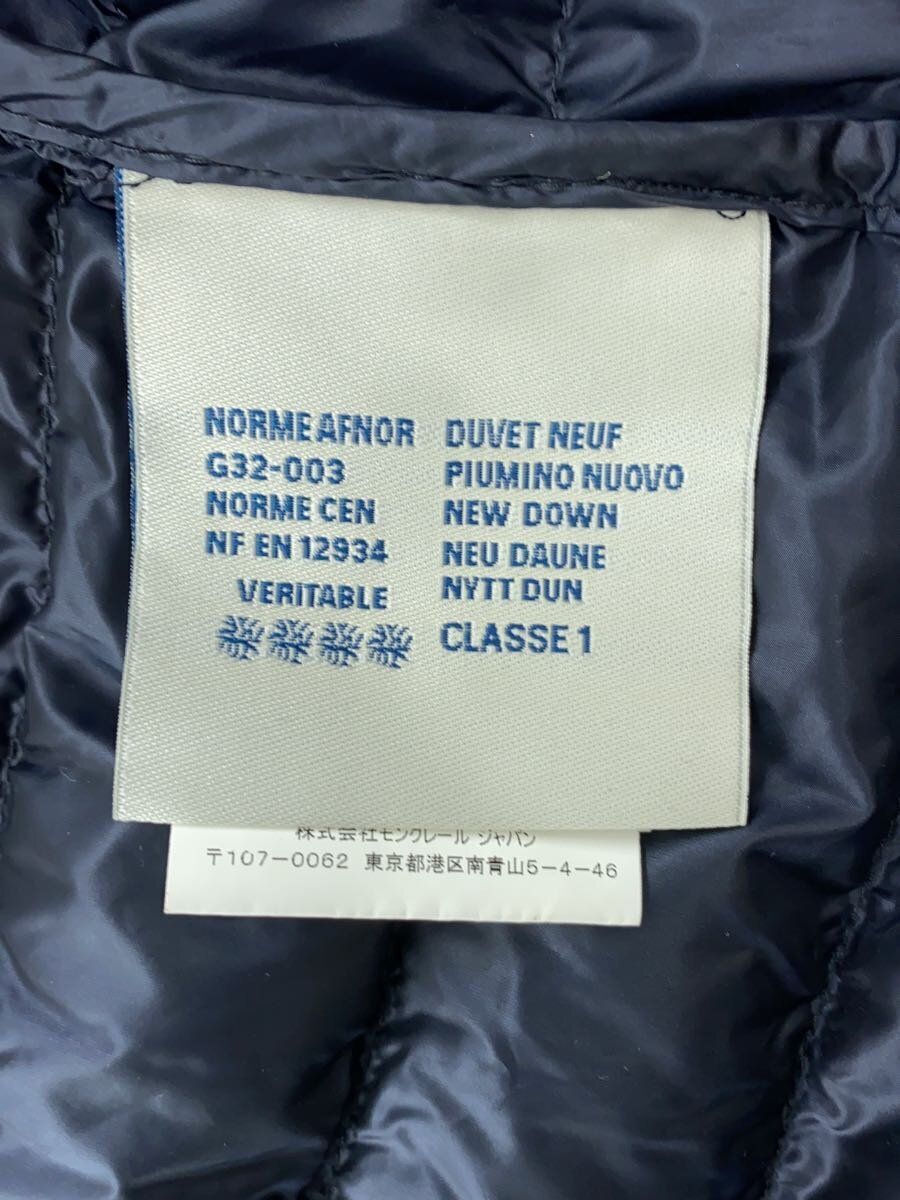 NORME AFNOR
G32-003
NORME CEN
NF EN 12934
VERITABLE
DUVET NEUF
PIUMINO NUOVO
NEW DOWN
NEU DAUNE
NYTT DUN
CLASSE 1
株式会社モンクレール ジャパン
〒107-0062 東京都港区南青山5-4-46